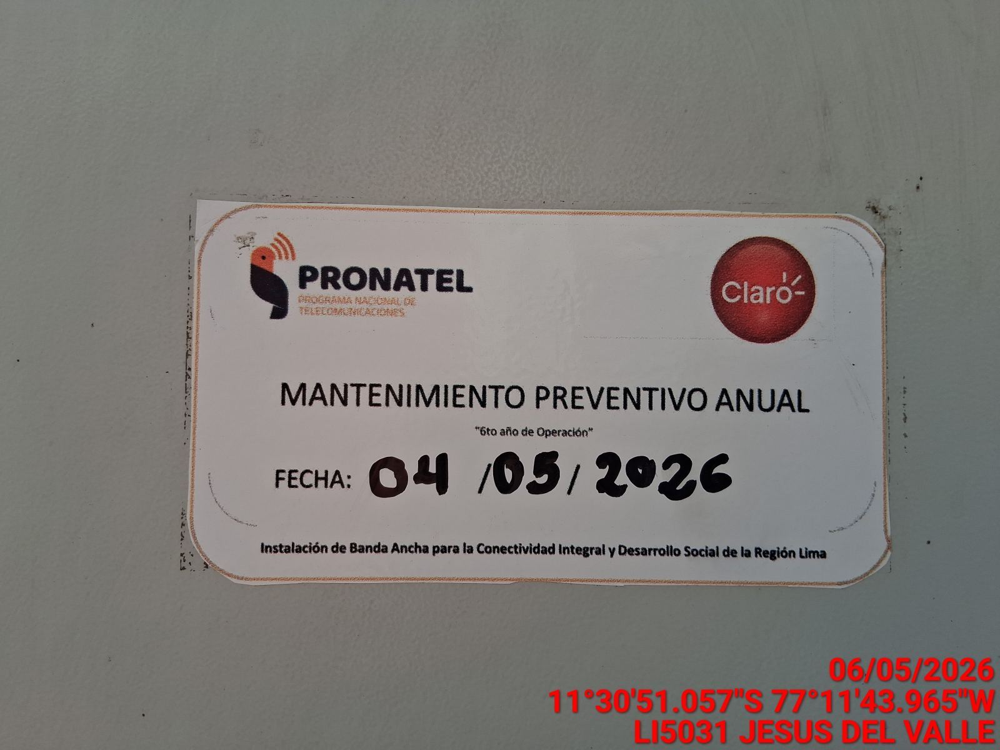 PRONATEL
PROGRAMA NACIONAL DE
TELECOMUNICACIONES
Claro
MANTENIMIENTO PREVENTIVO ANUAL
"6to año de Operación"
FECHA: 04 /05/ 2026
Instalación de Banda Ancha para la Conectividad Integral y Desarrollo Social de la Región Lima
06/05/2026
11°30'51.057"S 77°11'43.965"W
LI5031 JESUS DEL VALLE